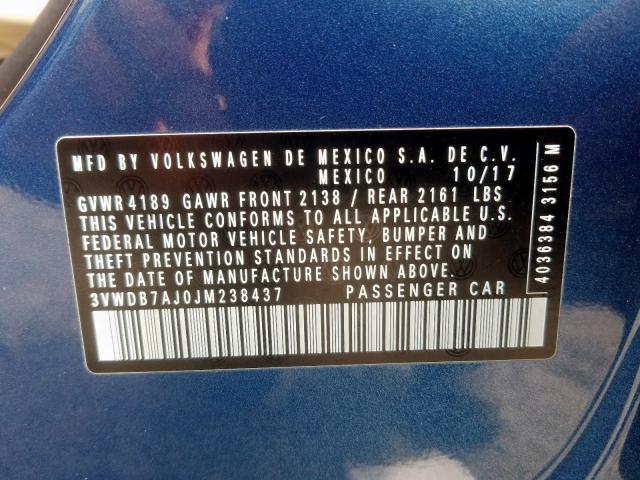 MFD BY VOLKSWAGEN DE MEXICO S.A. DE C.V.
MEXICO 10/17
GVWR 4189 GAWR FRONT 2138 / REAR 2161 LBS
THIS VEHICLE CONFORMS TO ALL APPLICABLE U.S.
FEDERAL MOTOR VEHICLE SAFETY, BUMPER AND
THEFT PREVENTION STANDARDS IN EFFECT ON
THE DATE OF MANUFACTURE SHOWN ABOVE.
3VWDB7AJ0JM238437 PASSENGER CAR
4036384 3156 M